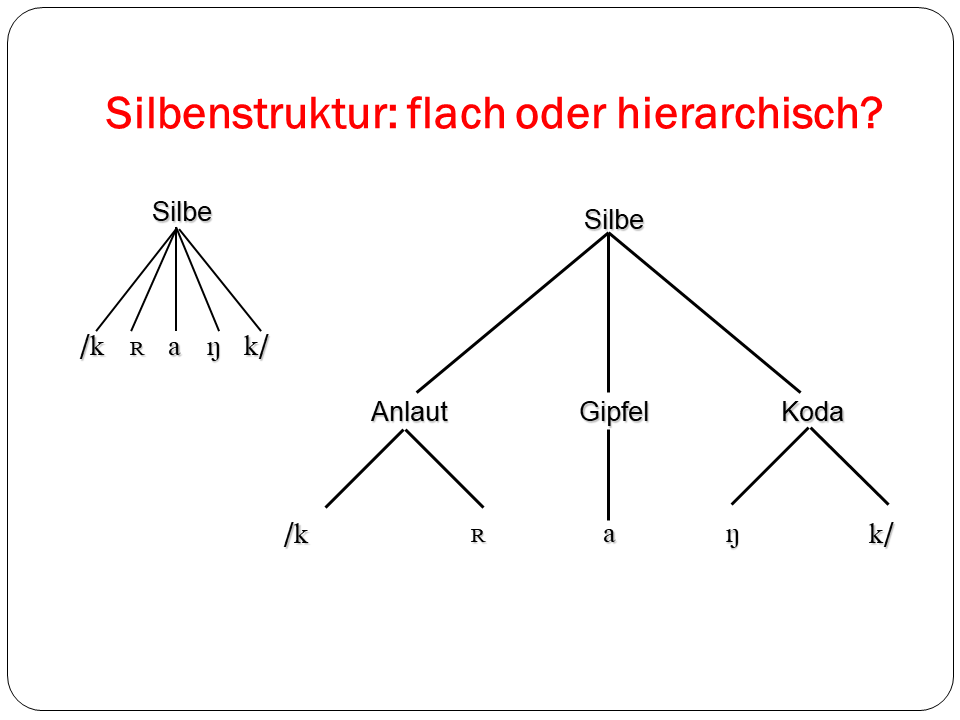 Silbenstruktur: flach oder hierarchisch?
Silbe
/k ʀ a ŋ k/
Silbe
Anlaut Gipfel Koda
/k ʀ a ŋ k/